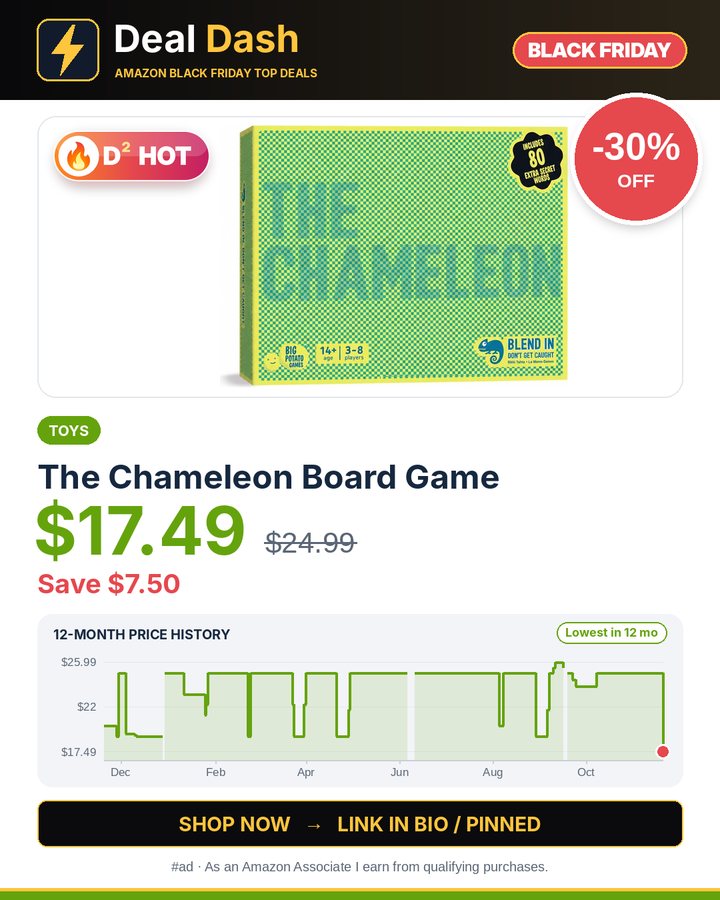 Deal Dash
AMAZON BLACK FRIDAY TOP DEALS
BLACK FRIDAY
D² HOT
-30%
OFF
INCLUDES
80
EXTRA SECRET
WORDS
THE
CHAMELEON
BIG
POTATO
GAMES
14+ age
3-8 players
BLEND IN
DON'T GET CAUGHT
TOYS
The Chameleon Board Game
$17.49 $24.99
Save $7.50
12-MONTH PRICE HISTORY
Lowest in 12 mo
$25.99
$22
$17.49
Dec Feb Apr Jun Aug Oct
SHOP NOW → LINK IN BIO / PINNED
#ad · As an Amazon Associate I earn from qualifying purchases.